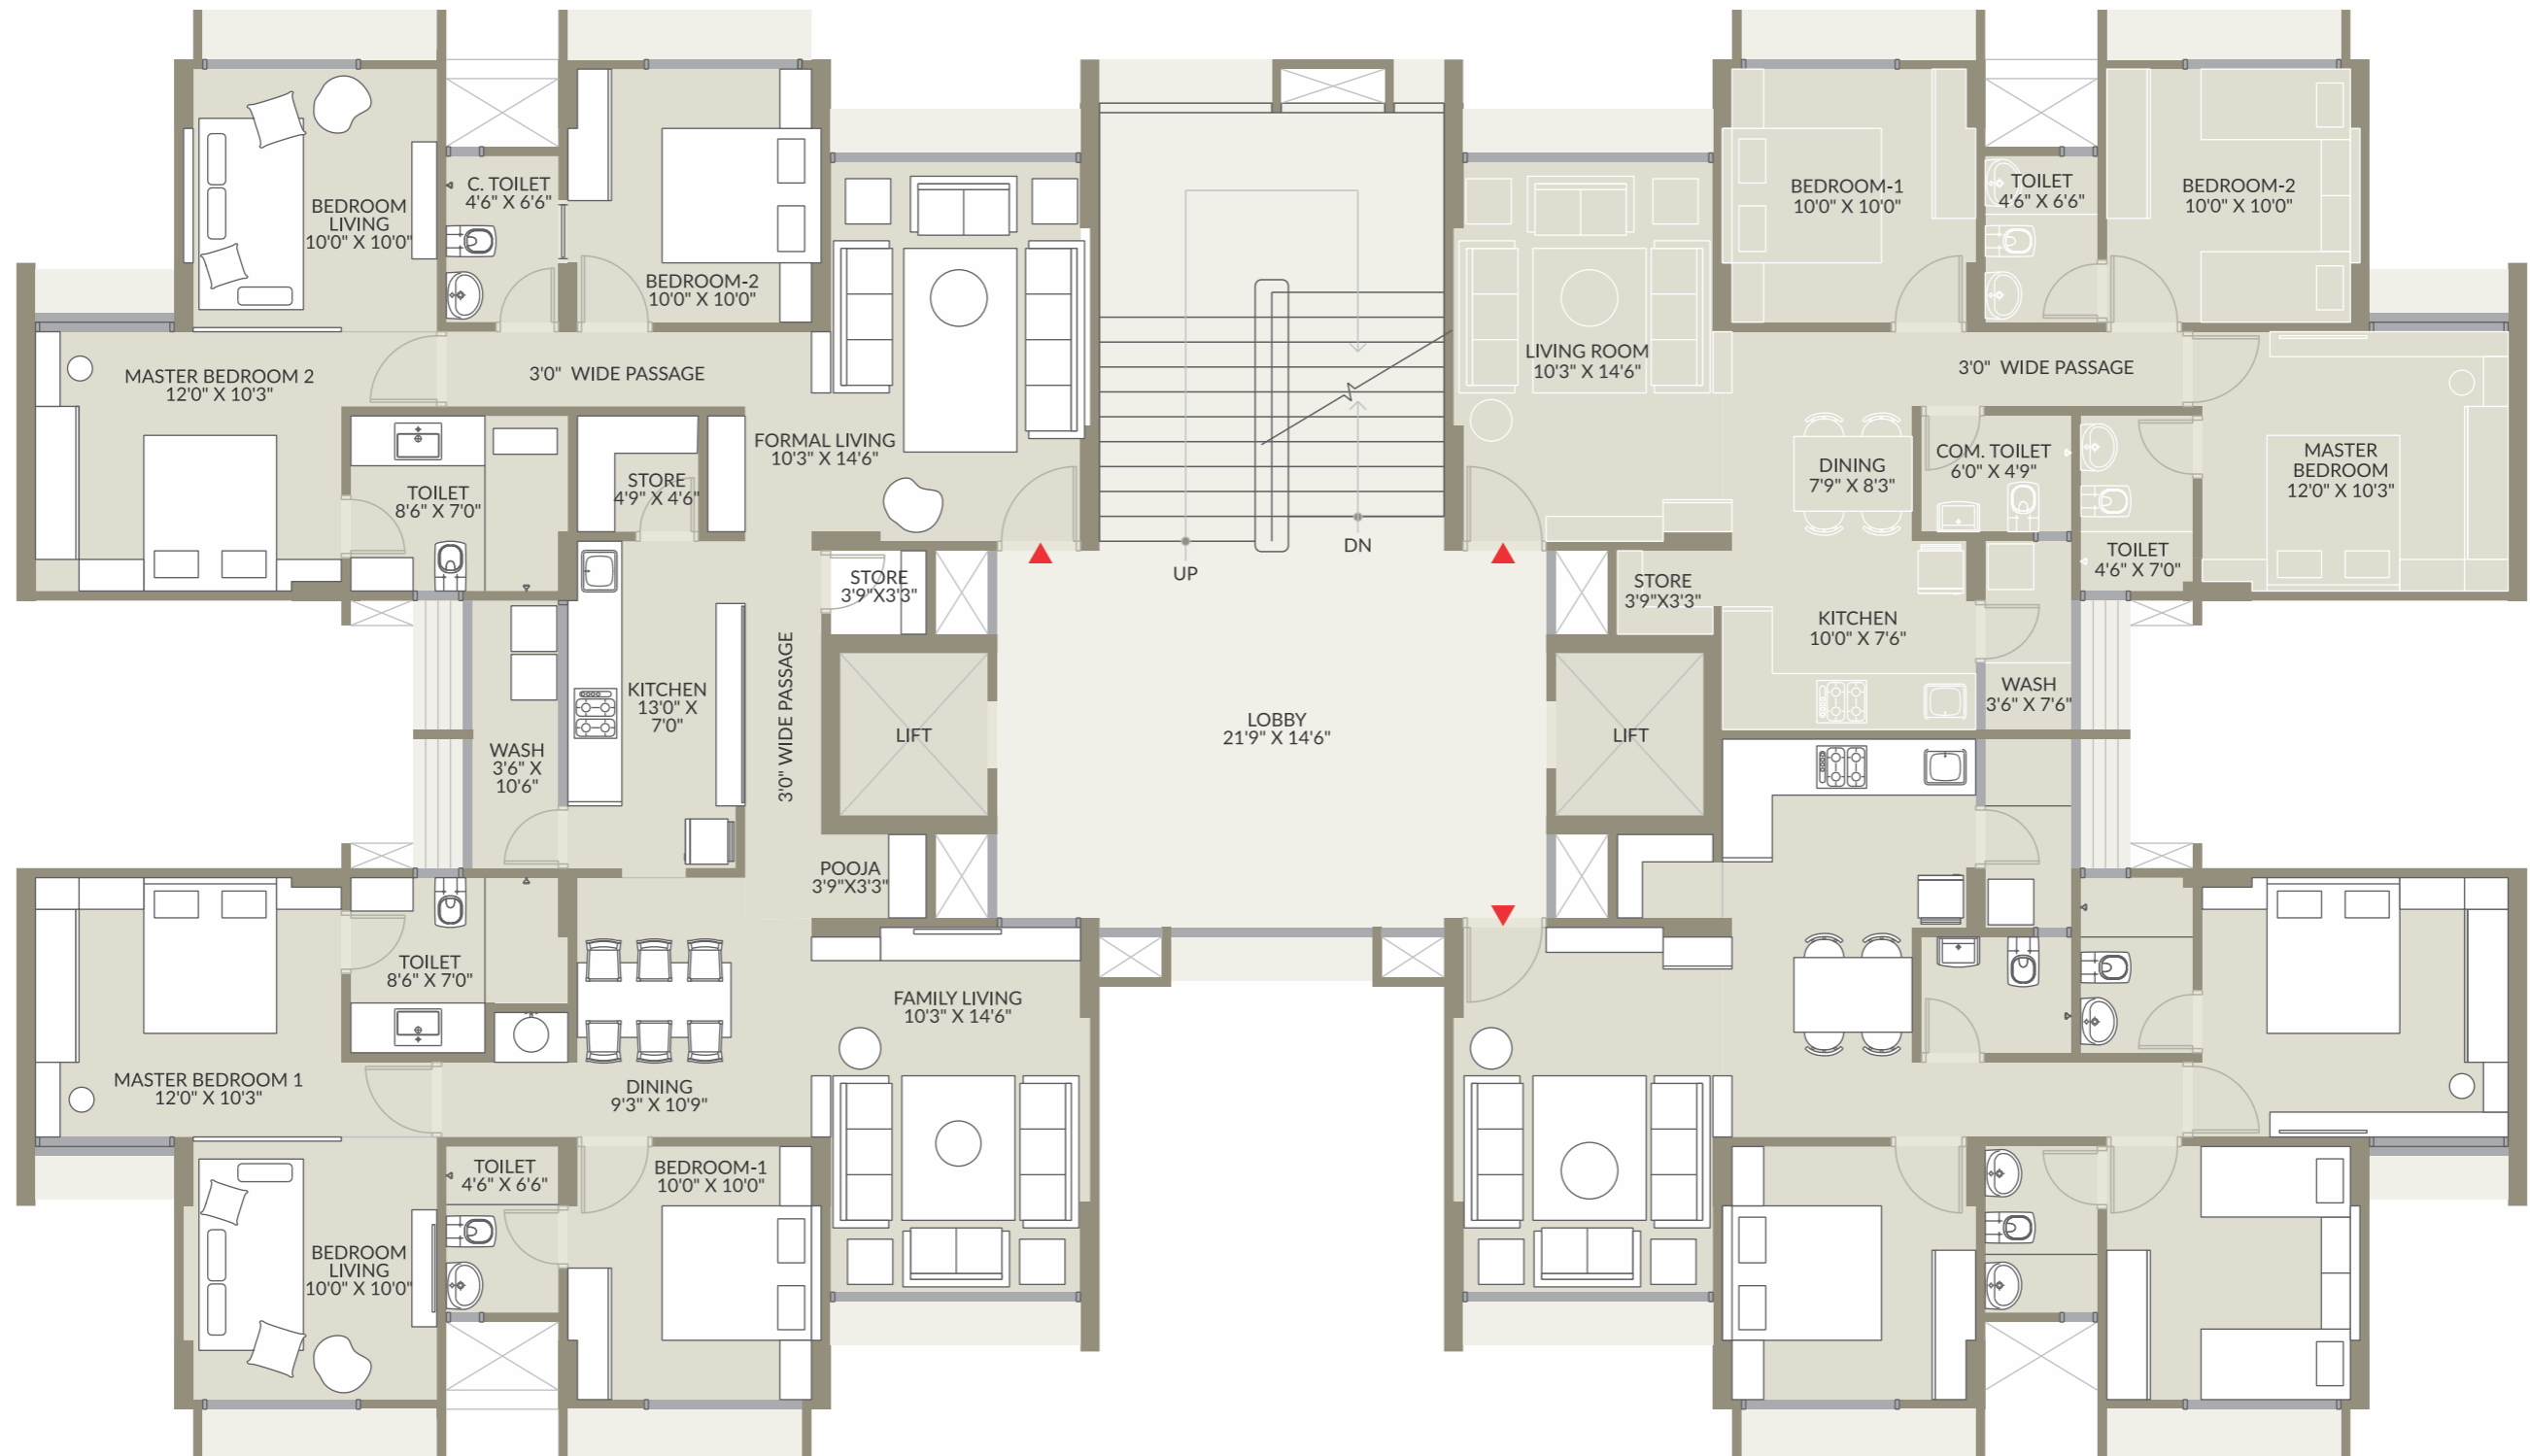 BEDROOM
LIVING
10'0" X 10'0"
C. TOILET
4'6" X 6'6"
BEDROOM-2
10'0" X 10'0"
MASTER BEDROOM 2
12'0" X 10'3"
3'0" WIDE PASSAGE
FORMAL LIVING
10'3" X 14'6"
TOILET
8'6" X 7'0"
STORE
4'9" X 4'6"
STORE
3'9"X3'3"
KITCHEN
13'0" X
7'0"
3'0" WIDE PASSAGE
WASH
3'6" X
10'6"
LIFT
POOJA
3'9"X3'3"
TOILET
8'6" X 7'0"
FAMILY LIVING
10'3" X 14'6"
MASTER BEDROOM 1
12'0" X 10'3"
DINING
9'3" X 10'9"
TOILET
4'6" X 6'6"
BEDROOM-1
10'0" X 10'0"
BEDROOM
LIVING
10'0" X 10'0"
UP
DN
LOBBY
21'9" X 14'6"
LIFT
BEDROOM-1
10'0" X 10'0"
TOILET
4'6" X 6'6"
BEDROOM-2
10'0" X 10'0"
LIVING ROOM
10'3" X 14'6"
3'0" WIDE PASSAGE
DINING
7'9" X 8'3"
COM. TOILET
6'0" X 4'9"
MASTER
BEDROOM
12'0" X 10'3"
TOILET
4'6" X 7'0"
STORE
3'9"X3'3"
KITCHEN
10'0" X 7'6"
WASH
3'6" X 7'6"